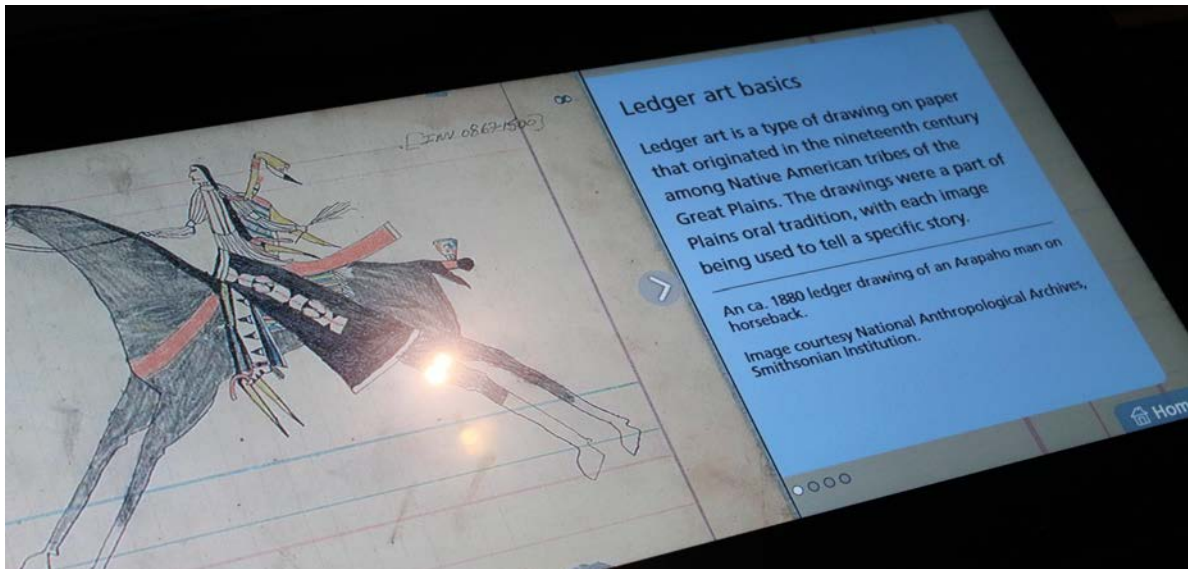 [INV 08627500]
Ledger art basics
Ledger art is a type of drawing on paper
that originated in the nineteenth century
among Native American tribes of the
Great Plains. The drawings were a part of
Plains oral tradition, with each image
being used to tell a specific story.
An ca. 1880 ledger drawing of an Arapaho man on
horseback.
Image courtesy National Anthropological Archives,
Smithsonian Institution.
Hom